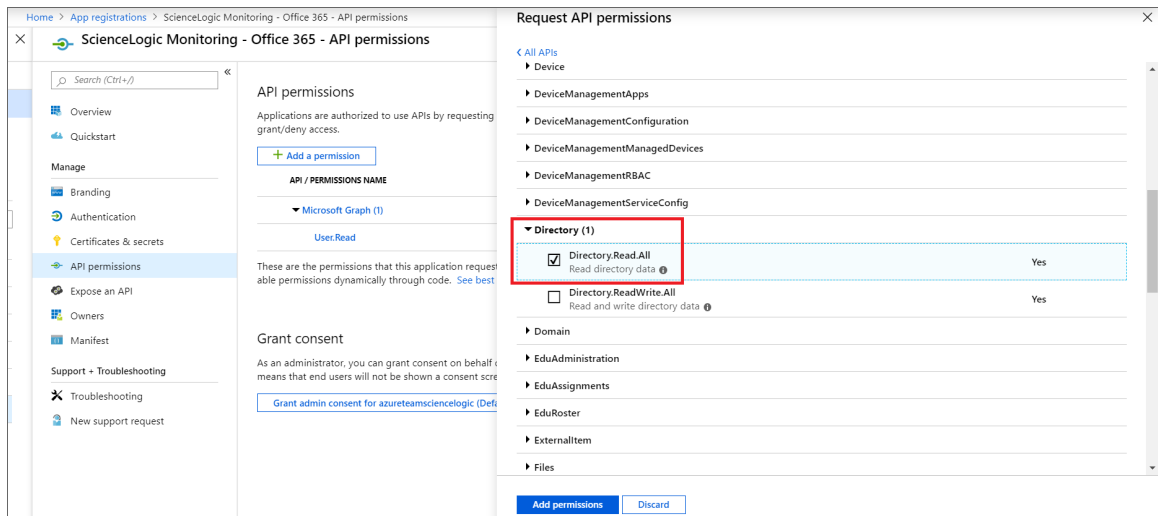 Home > App registrations > ScienceLogic Monitoring - Office 365 - API permissions
ScienceLogic Monitoring - Office 365 - API permissions
Search (Ctrl+/)
«
Overview
Quickstart
Manage
Branding
Authentication
Certificates & secrets
API permissions
Expose an API
Owners
Manifest
Support + Troubleshooting
Troubleshooting
New support request
API permissions
Applications are authorized to use APIs by requesting
grant/deny access.
+ Add a permission
API / PERMISSIONS NAME
Microsoft Graph (1)
User.Read
These are the permissions that this application request
able permissions dynamically through code. See best
Grant consent
As an administrator, you can grant consent on behalf
means that end users will not be shown a consent scre
Grant admin consent for azureteamsciencelogic (Defa
Request API permissions
All APIs
Device
DeviceManagementApps
DeviceManagementConfiguration
DeviceManagementManagedDevices
DeviceManagementRBAC
DeviceManagementServiceConfig
Directory (1)
Directory.Read.All
Read directory data
Yes
Directory.ReadWrite.All
Read and write directory data
Yes
Domain
EduAdministration
EduAssignments
EduRoster
ExternalItem
Files
Add permissions
Discard